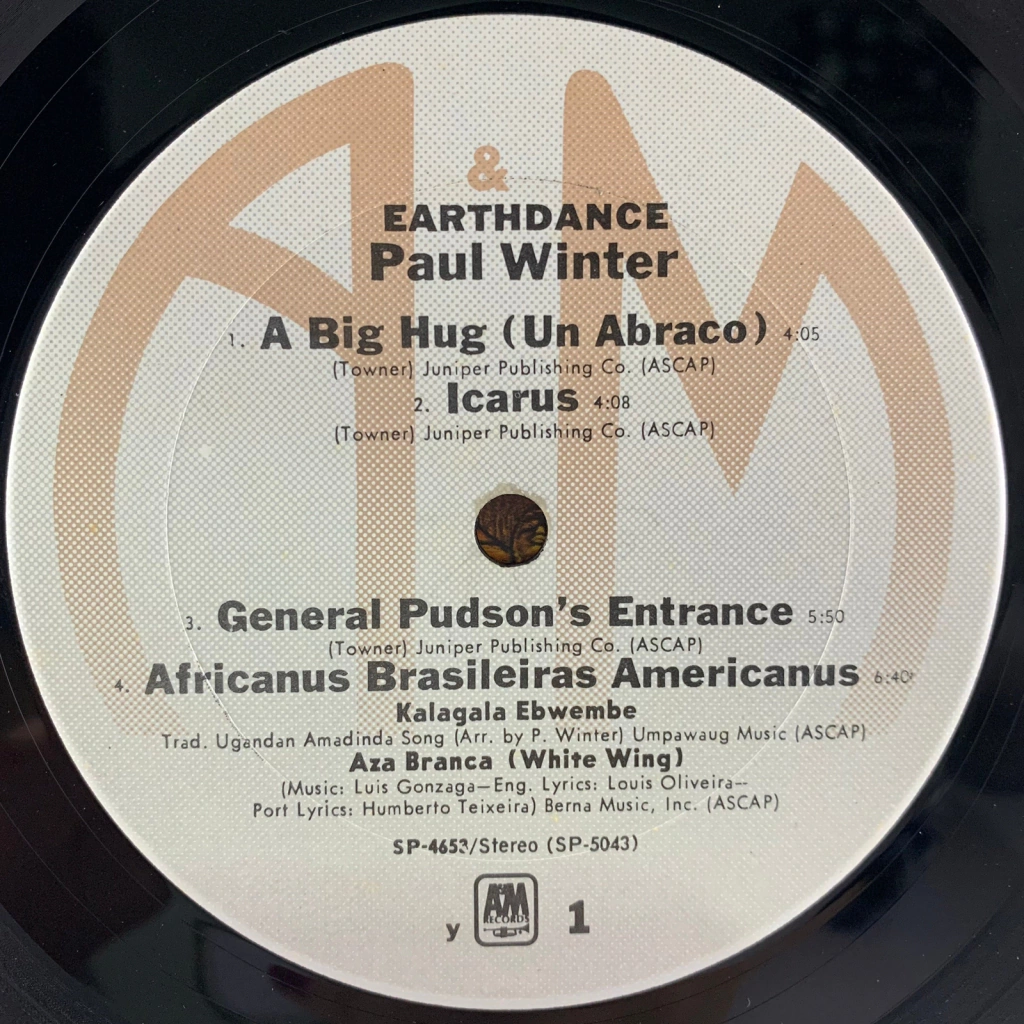 A & M
EARTHDANCE
Paul Winter
1. A Big Hug (Un Abraco) 4:05
(Towner) Juniper Publishing Co. (ASCAP)
2. Icarus 4:08
(Towner) Juniper Publishing Co. (ASCAP)
3. General Pudson's Entrance 5:50
(Towner) Juniper Publishing Co. (ASCAP)
4. Africanus Brasileiras Americanus 6:40
Kalagala Ebwembe
Trad. Ugandan Amadinda Song (Arr. by P. Winter) Umpawaug Music (ASCAP)
Aza Branca (White Wing)
(Music: Luis Gonzaga—Eng. Lyrics: Louis Oliveira--
Port Lyrics: Humberto Teixeira) Berna Music, Inc. (ASCAP)
SP-4653/Stereo (SP-5043)
y A&M RECORDS 1